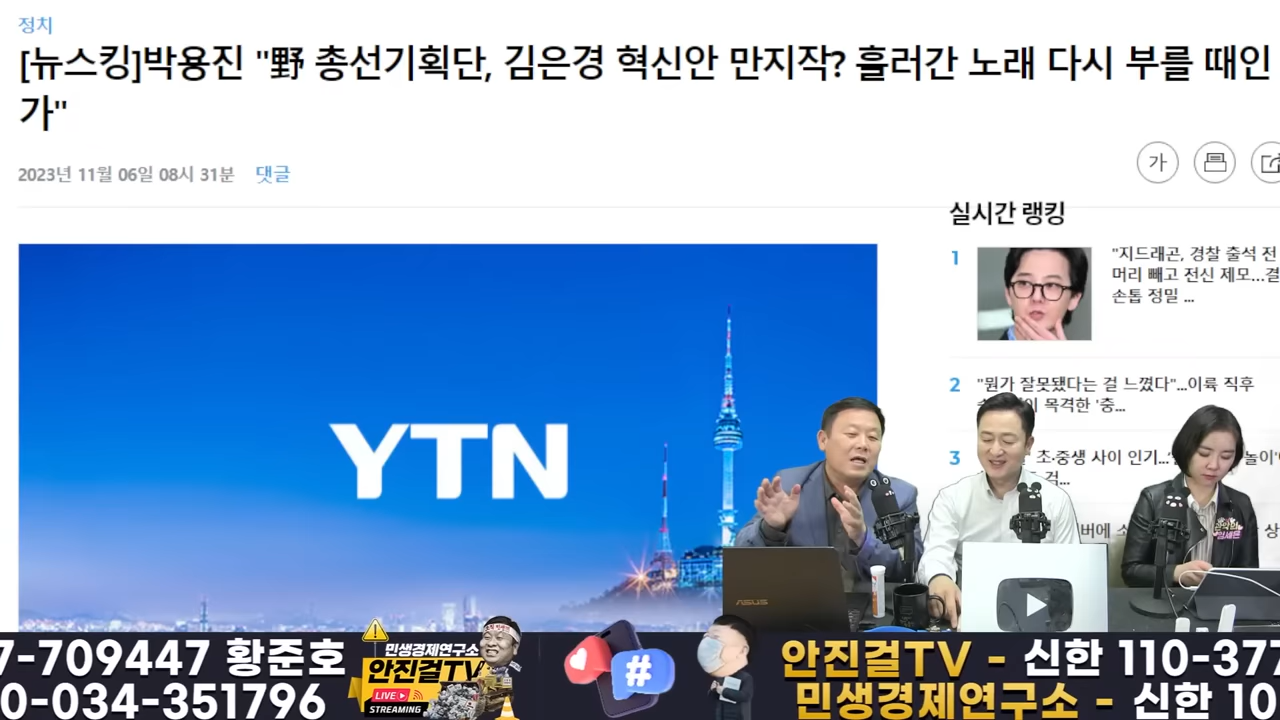 정치
[뉴스킹]박용진 "野 총선기획단, 김은경 혁신안 만지작? 흘러간 노래 다시 부를 때인
가"
2023년 11월 06일 08시 31분 댓글
가
실시간 랭킹
1 "지드래곤, 경찰 출석 전
머리 빼고 전신 제모...결
손톱 정밀 ...
2 "뭔가 잘못됐다는 걸 느꼈다"...이륙 직후
목격한 '충...
3 초·중생 사이 인기...
YTN
ASUS
7-709447 황준호
0-034-351796
민생경제연구소
안진걸TV
LIVE
STREAMING
#
안진걸TV - 신한 110-377
민생경제연구소 - 신한 10